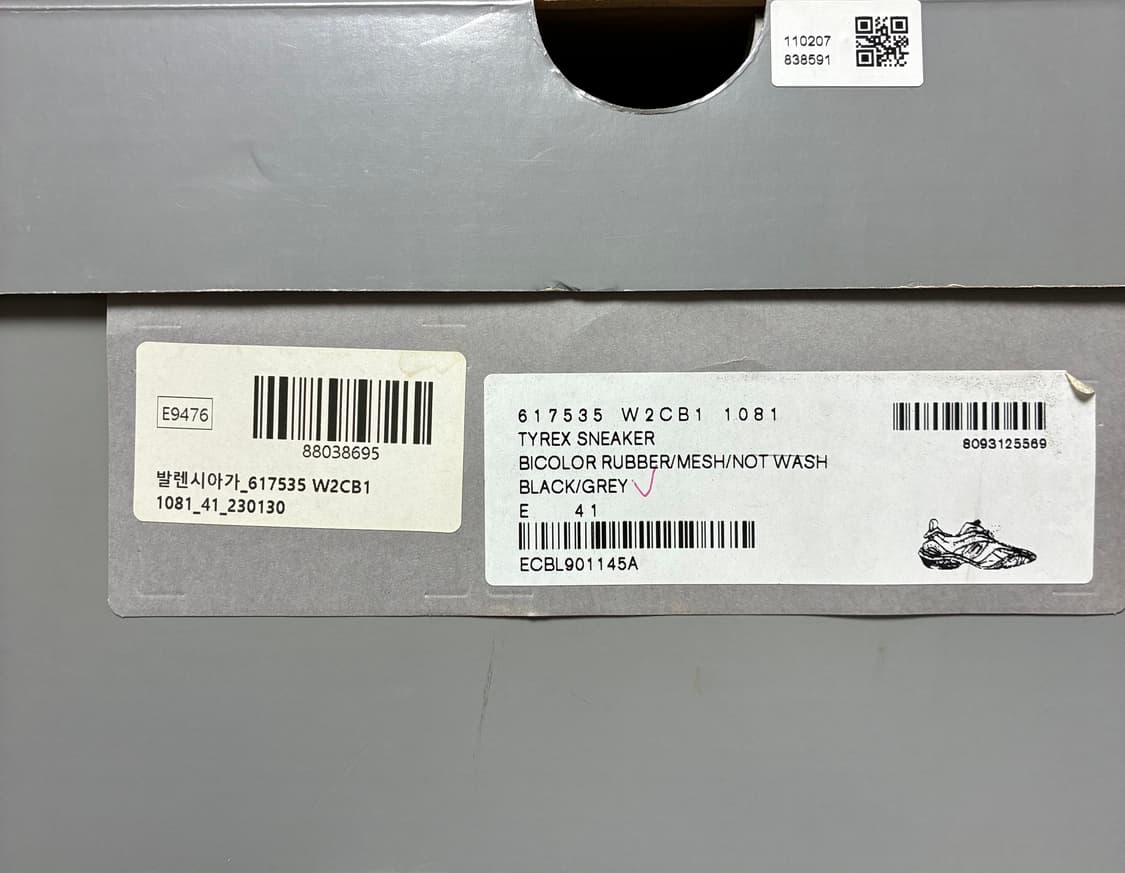 110207
838591
E9476
88038695
발렌시아가_617535 W2CB1
1081_41_230130
617535 W2CB1 1081
8093125569
TYREX SNEAKER
BICOLOR RUBBER/MESH/NOT WASH
BLACK/GREY
E 41
ECBL901145A